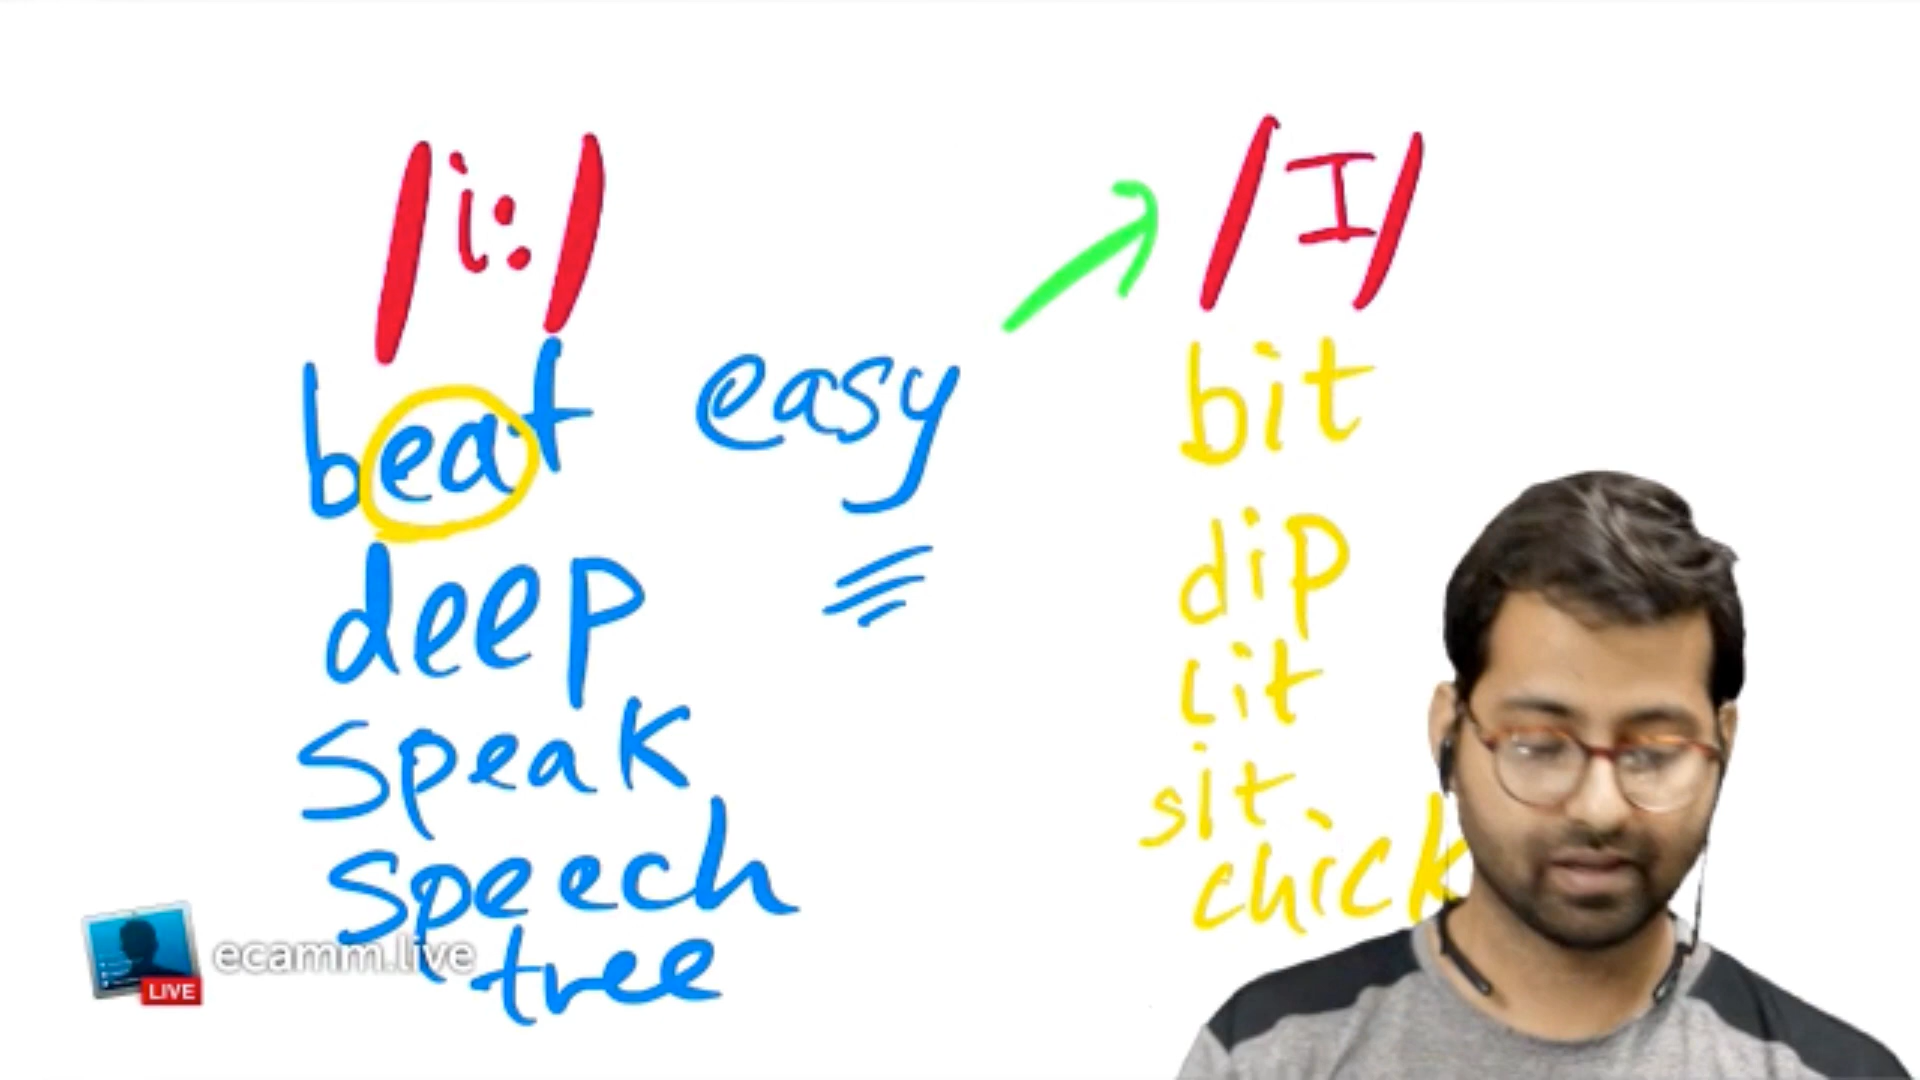 /i:/
beat easy
deep
speak
speech
tree
/I/
bit
dip
lit
sit
chick
ecamm.live
LIVE